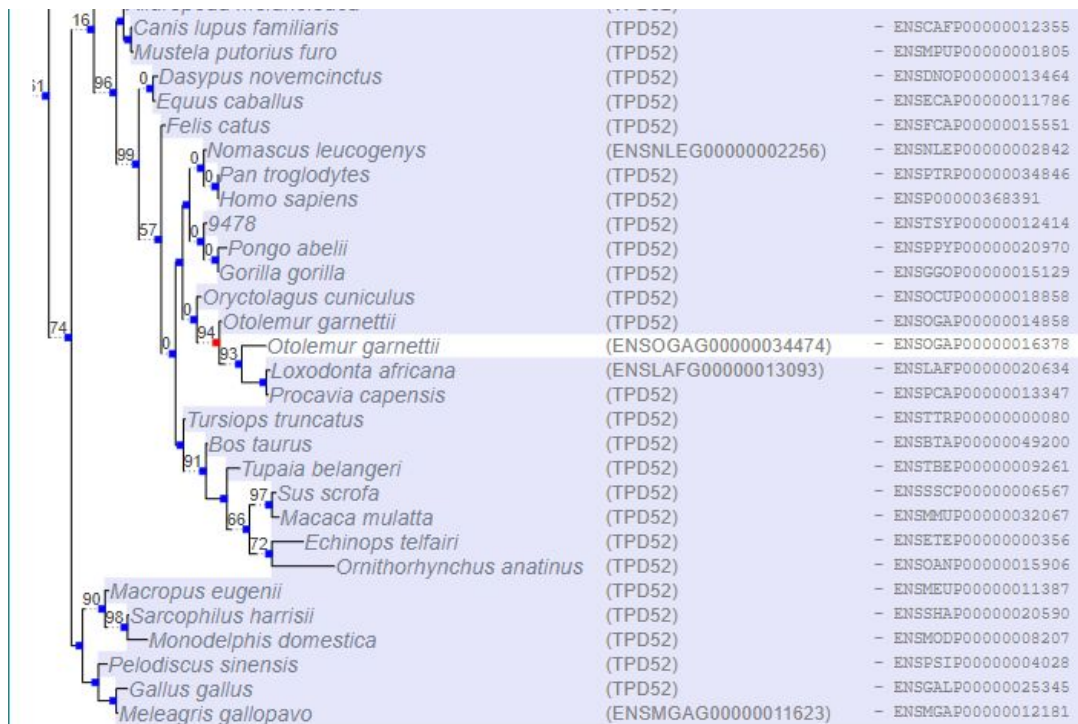 16 Canis lupus familiaris (TPD52) - ENSCAFP00000012355
Mustela putorius furo (TPD52) - ENSMPUP00000001805
0 Dasypus novemcinctus (TPD52) - ENSDNOP00000013464
96 Equus caballus (TPD52) - ENSECAP00000011786
Felis catus (TPD52) - ENSFCAP00000015551
99 0 Nomascus leucogenys (ENSNLEG00000002256) - ENSNLEP00000002842
0 Pan troglodytes (TPD52) - ENSPTRP00000034846
Homo sapiens (TPD52) - ENSP00000368391
57 0 9478 (TPD52) - ENSTSYP00000012414
0 Pongo abelii (TPD52) - ENSPPYP00000020970
Gorilla gorilla (TPD52) - ENSGGOP00000015129
0 Oryctolagus cuniculus (TPD52) - ENSOCUP00000018858
74 94 Otolemur garnettii (TPD52) - ENSOGAP00000014858
0 93 Otolemur garnettii (ENSOGAG00000034474) - ENSOGAP00000016378
Loxodonta africana (ENSLAFG00000013093) - ENSLAFP00000020634
Procavia capensis (TPD52) - ENSPCAP00000013347
Tursiops truncatus (TPD52) - ENSTTRP00000000080
91 Bos taurus (TPD52) - ENSBTAP00000049200
Tupaia belangeri (TPD52) - ENSTBEP00000009261
97 Sus scrofa (TPD52) - ENSSSCP00000006567
66 Macaca mulatta (TPD52) - ENSMMUP00000032067
72 Echinops telfairi (TPD52) - ENSETEP00000000356
Ornithorhynchus anatinus (TPD52) - ENSOANP00000015906
90 Macropus eugenii (TPD52) - ENSMEUP00000011387
98 Sarcophilus harrisii (TPD52) - ENSSHAP00000020590
Monodelphis domestica (TPD52) - ENSMODP00000008207
Pelodiscus sinensis (TPD52) - ENSPSIP00000004028
Gallus gallus (TPD52) - ENSGALP00000025345
Meleagris gallopavo (ENSMGAG00000011623) - ENSMGAP00000012181